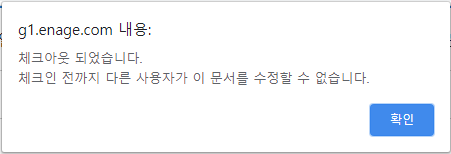 g1.enage.com 내용:
체크아웃 되었습니다.
체크인 전까지 다른 사용자가 이 문서를 수정할 수 없습니다.
확인